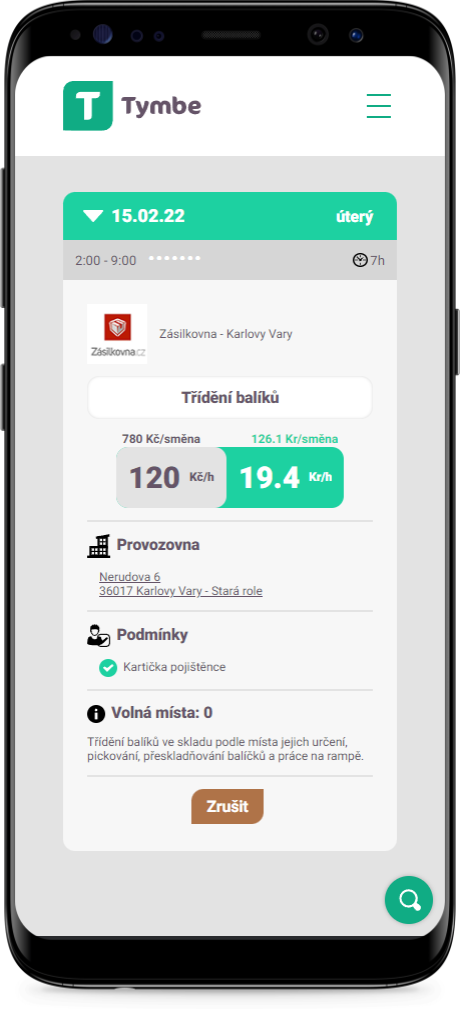 T Tymbe
15.02.22 úterý
2:00 - 9:00 7h
Zásilkovna.cz
Zásilkovna - Karlovy Vary
Třídění balíků
780 Kč/směna 126.1 Kr/směna
120 Kč/h 19.4 Kr/h
Provozovna
Nerudova 6
36017 Karlovy Vary - Stará role
Podmínky
Kartička pojištěnce
Volná místa: 0
Třídění balíků ve skladu podle místa jejich určení,
pickování, přeskladňování balíčků a práce na rampě.
Zrušit